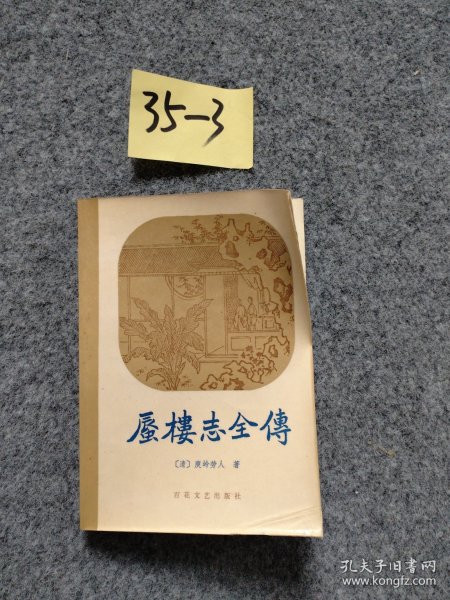 35-3
蜃樓志全傳
〔清〕庾岭劳人 著
百花文艺出版社
孔夫子旧书网
www.kongfz.com